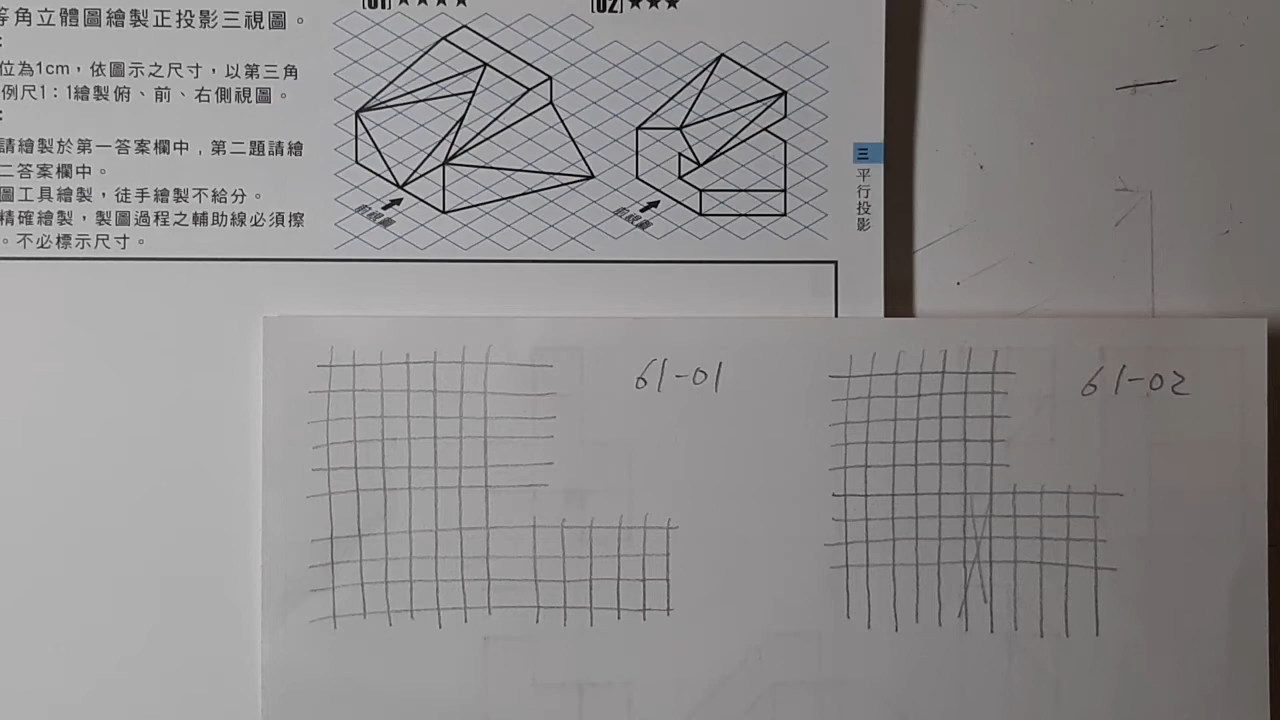 等角立體圖繪製正投影三視圖。
:
位為1cm，依圖示之尺寸，以第三角
例尺1：1繪製俯、前、右側視圖。
:
請繪製於第一答案欄中，第二題請繪
二答案欄中。
圖工具繪製，徒手繪製不給分。
精確繪製，製圖過程之輔助線必須擦
。不必標示尺寸。
[01]★★★★
[02]★★★
前視圖
前視圖
三
平行投影
61-01
61-02